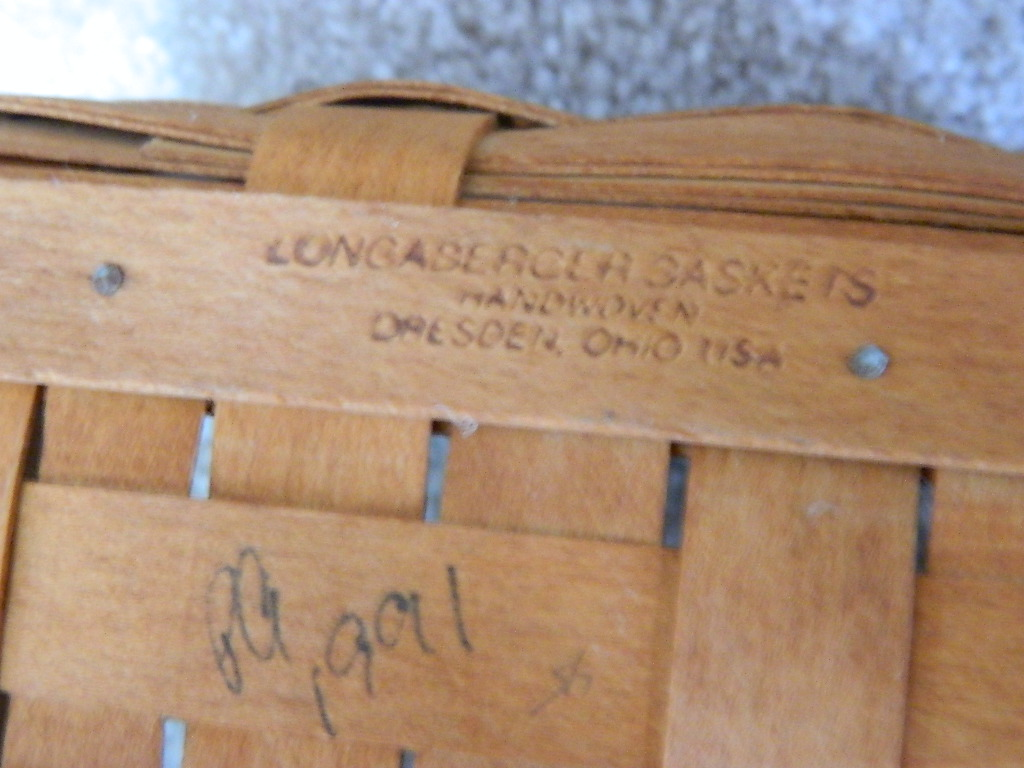 LONGABERGER BASKETS
HANDWOVEN
DRESDEN, OHIO USA
1991